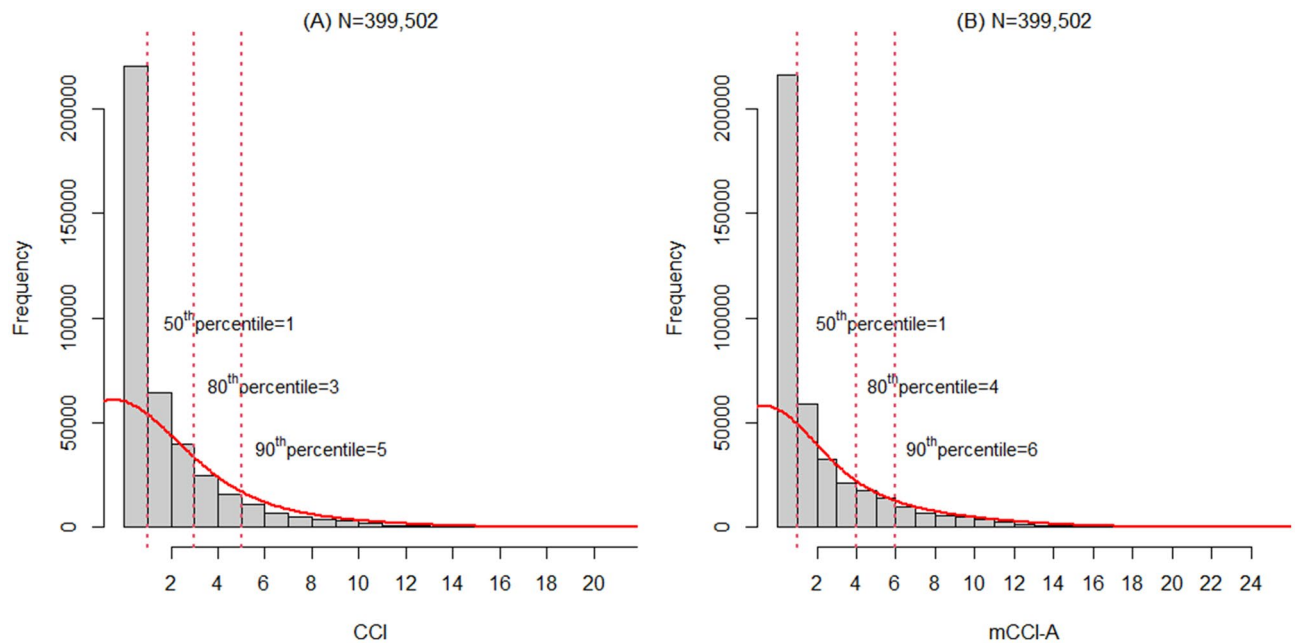 (A) N=399,502
Frequency
200000
150000
100000
50000
0
50thpercentile=1
80thpercentile=3
90thpercentile=5
2 4 6 8 10 12 14 16 18 20
CCI
(B) N=399,502
Frequency
200000
150000
100000
50000
0
50thpercentile=1
80thpercentile=4
90thpercentile=6
2 4 6 8 10 12 14 16 18 20 22 24
mCCI-A